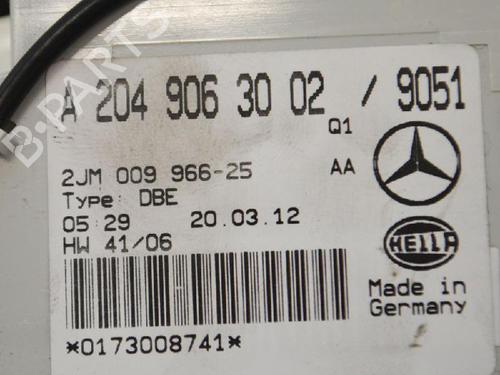 A 204 906 30 02 / 9051
Q1
2JM 009 966-25
AA
Type: DBE
05:29 20.03.12
HW 41/06
HELLA
Made in
Germany
*0173008741*
B-PARTS